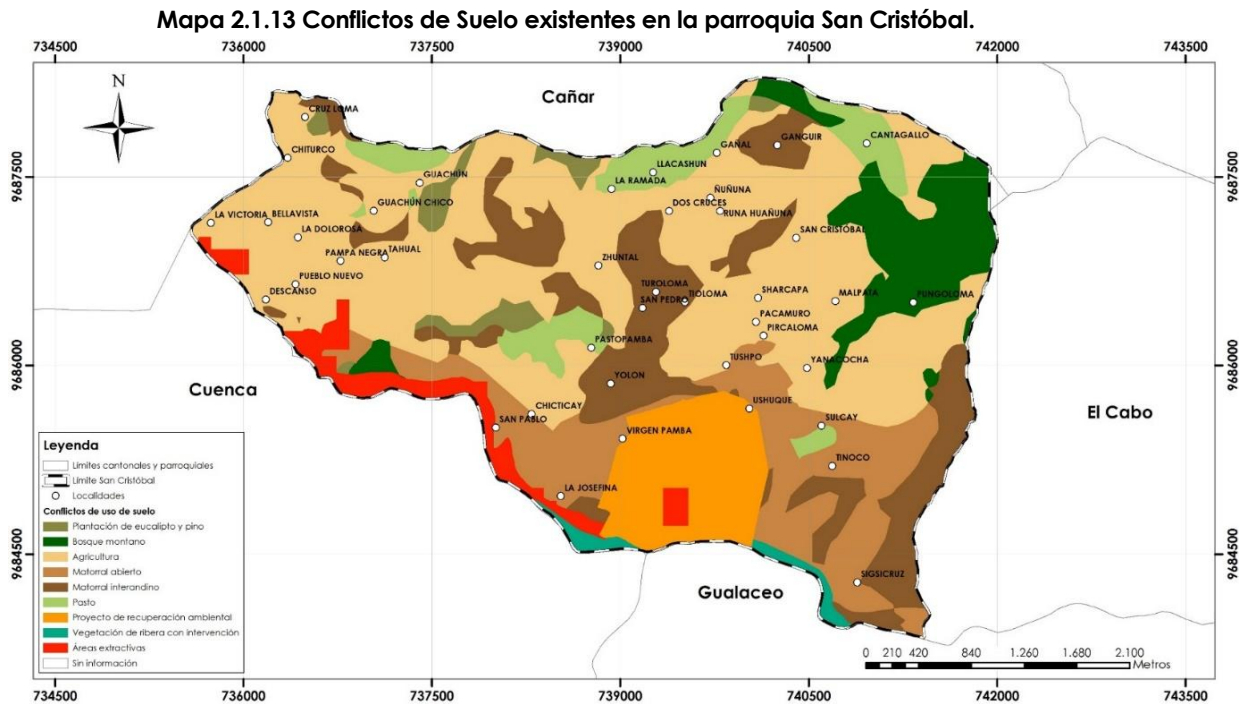 Mapa 2.1.13 Conflictos de Suelo existentes en la parroquia San Cristóbal.
734500 736000 737500 739000 740500 742000 743500
N
Cañar
CRUZ LOMA
GANGUIR
CANTAGALLO
GAÑAL
CHITURCO
LLACASHUN
9687500
9687500
GUACHÚN
LA RAMADA
ÑUÑUNA
GUACHÚN CHICO
DOS CRUCES
RUNA HUAÑUNA
LA VICTORIA
BELLAVISTA
LA DOLOROSA
SAN CRISTÓBAL
PAMPA NEGRA
TAHUAL
ZHUNTAL
PUEBLO NUEVO
TUROLOMA
DESCANSO
SAN PEDRO
TIOLOMA
SHARCAPA
MALPATA
PUNGOLOMA
PACAMURO
PIRCALOMA
PASTOPAMBA
9686000
9686000
TUSHPO
YANACOCHA
Cuenca
YOLON
El Cabo
CHICTICAY
USHUQUE
SAN PABLO
VIRGEN PAMBA
SULCAY
TINOCO
LA JOSEFINA
9684500
9684500
SIGSICRUZ
Gualaceo
Leyenda
Límites cantonales y parroquiales
Límite San Cristóbal
Localidades
Conflictos de uso de suelo
Plantación de eucalipto y pino
Bosque montano
Agricultura
Matorral abierto
Matorral interandino
Pasto
Proyecto de recuperación ambiental
Vegetación de ribera con intervención
Áreas extractivas
Sin información
0 210 420 840 1.260 1.680 2.100
Metros
734500 736000 737500 739000 740500 742000 743500